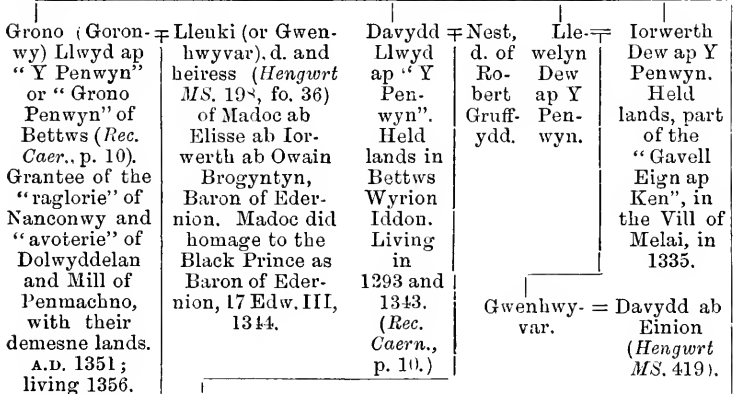 Grono (Goron-
wy) Llwyd ap
“ Y Penwyn”
or “ Grono
Penwyn” of
Bettws (Rec.
Caer., p. 10).
Grantee of the
“raglorie” of
Nanconwy and
“avoterie” of
Dolwyddelan
and Mill of
Penmachno,
with their
demesne lands.
A.D. 1351 ;
living 1356.
Lleuki (or Gwen-
hwyvar), d. and
heiress (Hengwrt
MS. 198, fo. 36)
of Madoc ab
Elisse ab Ior-
werth ab Owain
Brogyntyn,
Baron of Eder-
nion. Madoc did
homage to the
Black Prince as
Baron of Eder-
nion, 17 Edw. III,
1344.
Davydd
Llwyd
ap “ Y
Pen-
wyn”.
Held
lands in
Bettws
Wyrion
Iddon.
Living
in
1293 and
1343.
(Rec.
Caern.,
p. 10.)
Nest,
d. of
Ro-
bert
Gruff-
ydd.
Lle-
welyn
Dew
ap Y
Pen-
wyn.
Iorwerth
Dew ap Y
Penwyn.
Held
lands, part
of the
“ Gavell
Eign ap
Ken”, in
the Vill of
Melai, in
1335.
Gwenhwy-
var.
= Davydd ab
Einion
(Hengwrt
MS. 419).